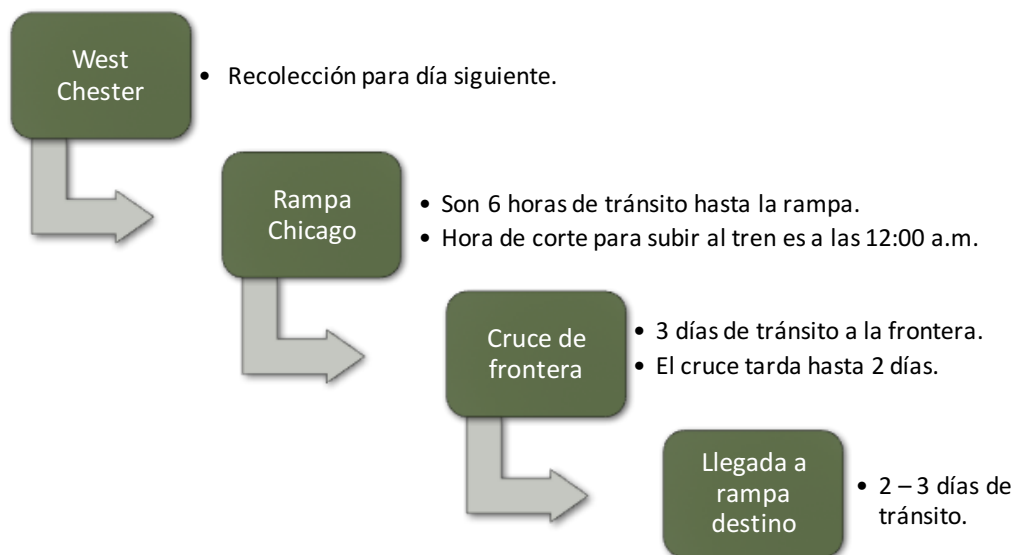 West
Chester
• Recolección para día siguiente.
Rampa
Chicago
• Son 6 horas de tránsito hasta la rampa.
• Hora de corte para subir al tren es a las 12:00 a.m.
Cruce de
frontera
• 3 días de tránsito a la frontera.
• El cruce tarda hasta 2 días.
Llegada a
rampa
destino
• 2 – 3 días de
tránsito.